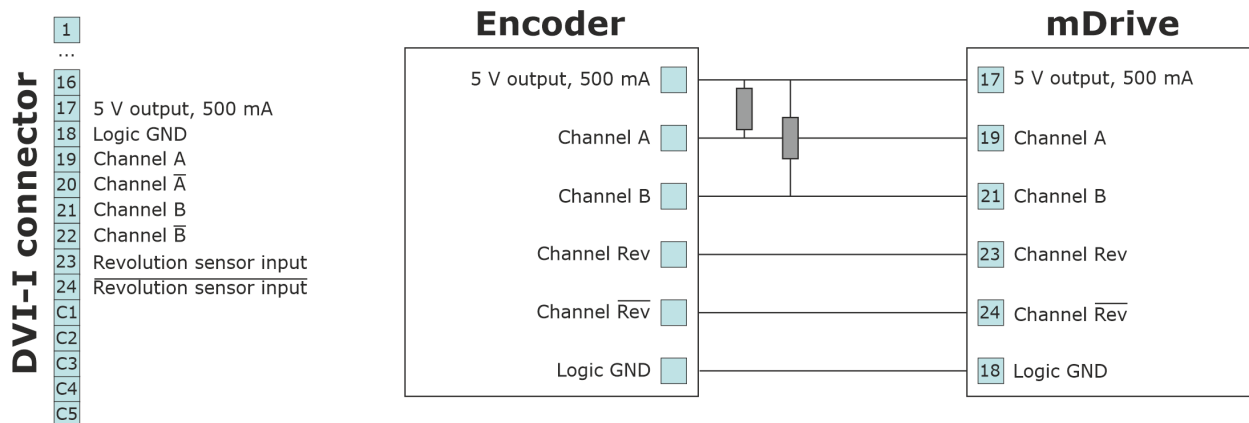 DVI-I connector
1
...
16
17 5 V output, 500 mA
18 Logic GND
19 Channel A
20 Channel A̅
21 Channel B
22 Channel B̅
23 Revolution sensor input
24 R̅e̅v̅o̅l̅u̅t̅i̅o̅n̅ ̅s̅e̅n̅s̅o̅r̅ ̅i̅n̅p̅u̅t̅
C1
C2
C3
C4
C5
Encoder
5 V output, 500 mA
Channel A
Channel B
Channel Rev
Channel R̅e̅v̅
Logic GND
mDrive
17 5 V output, 500 mA
19 Channel A
21 Channel B
23 Channel Rev
24 Channel R̅e̅v̅
18 Logic GND